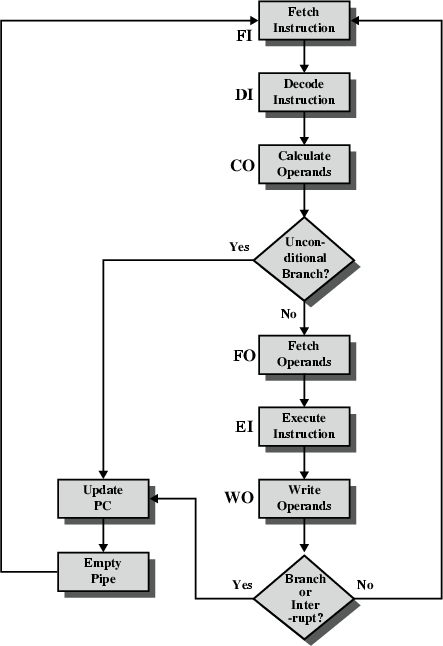 Fetch
Instruction
FI
Decode
DI
Instruction
Calculate
CO
Operands
Uncon-
Yes
ditional
Branch?
No
Fetch
FO
Operands
Execute
EI
Instruction
Update
PC
Write
WO
Operands
Empty
Pipe
Yes
Branch
No
or
Inter
-rupt?